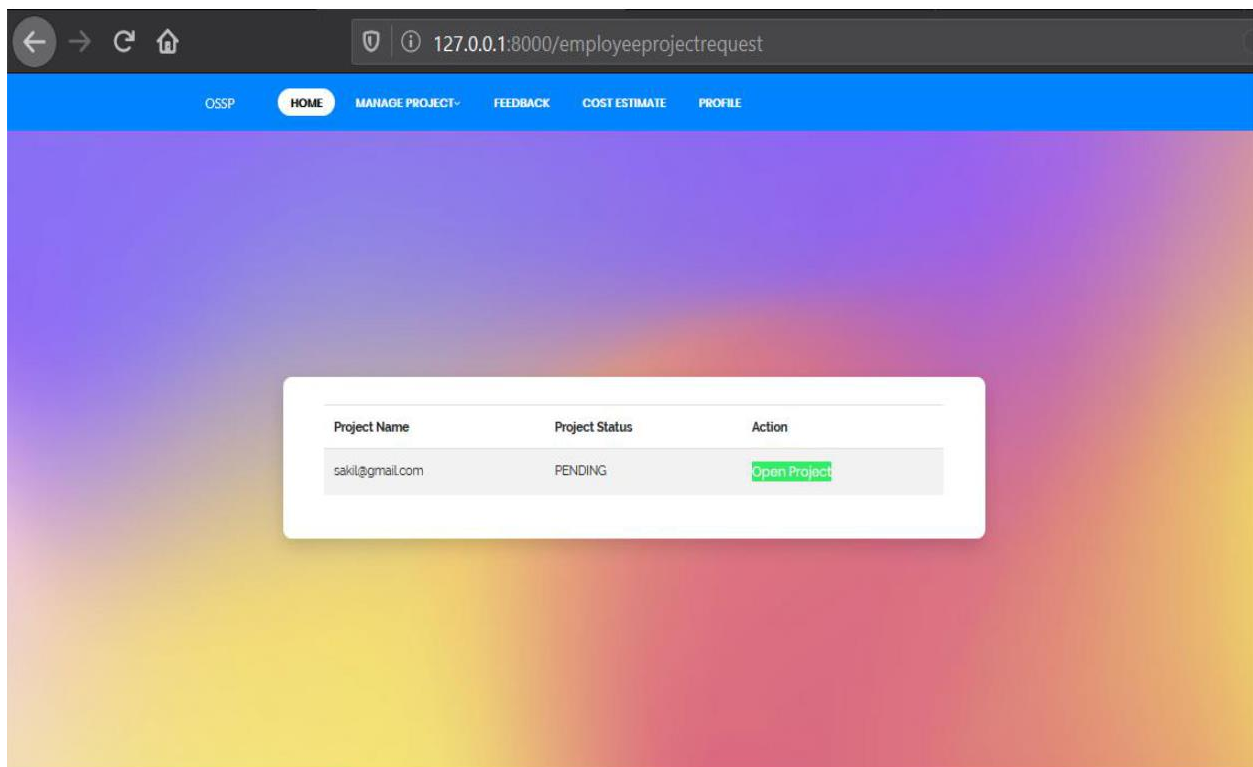 127.0.0.1:8000/employeeprojectrequest
OSSP HOME MANAGE PROJECT FEEDBACK COST ESTIMATE PROFILE
Project Name Project Status Action
sakil@gmail.com PENDING Open Project